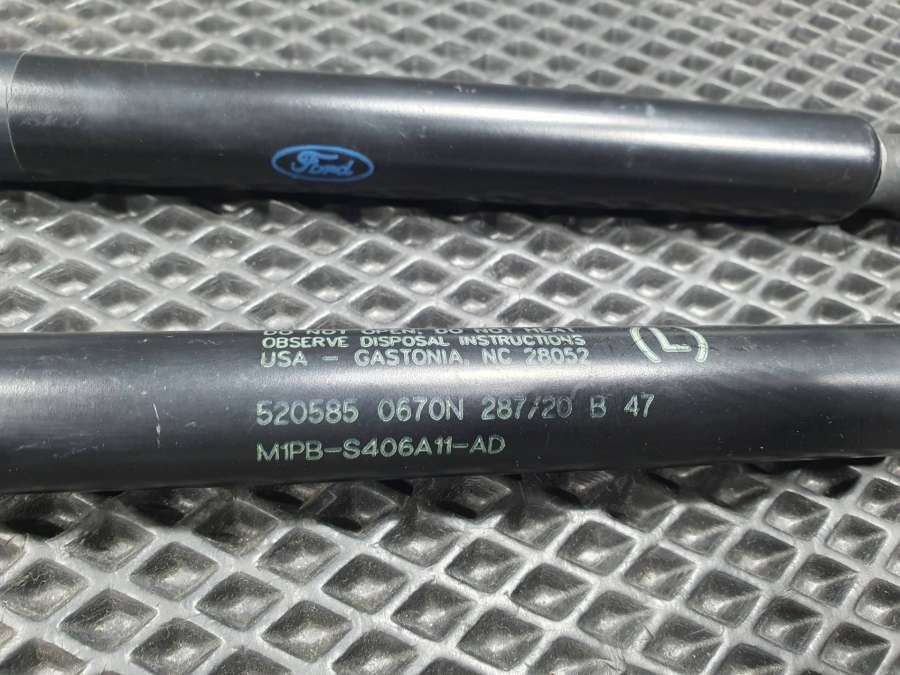 Ford
DO NOT OPEN. DO NOT HEAT
OBSERVE DISPOSAL INSTRUCTIONS
USA - GASTONIA, NC 28052
(L)
520585 0670N 287/20 B 47
M1PB-S406A11-AD